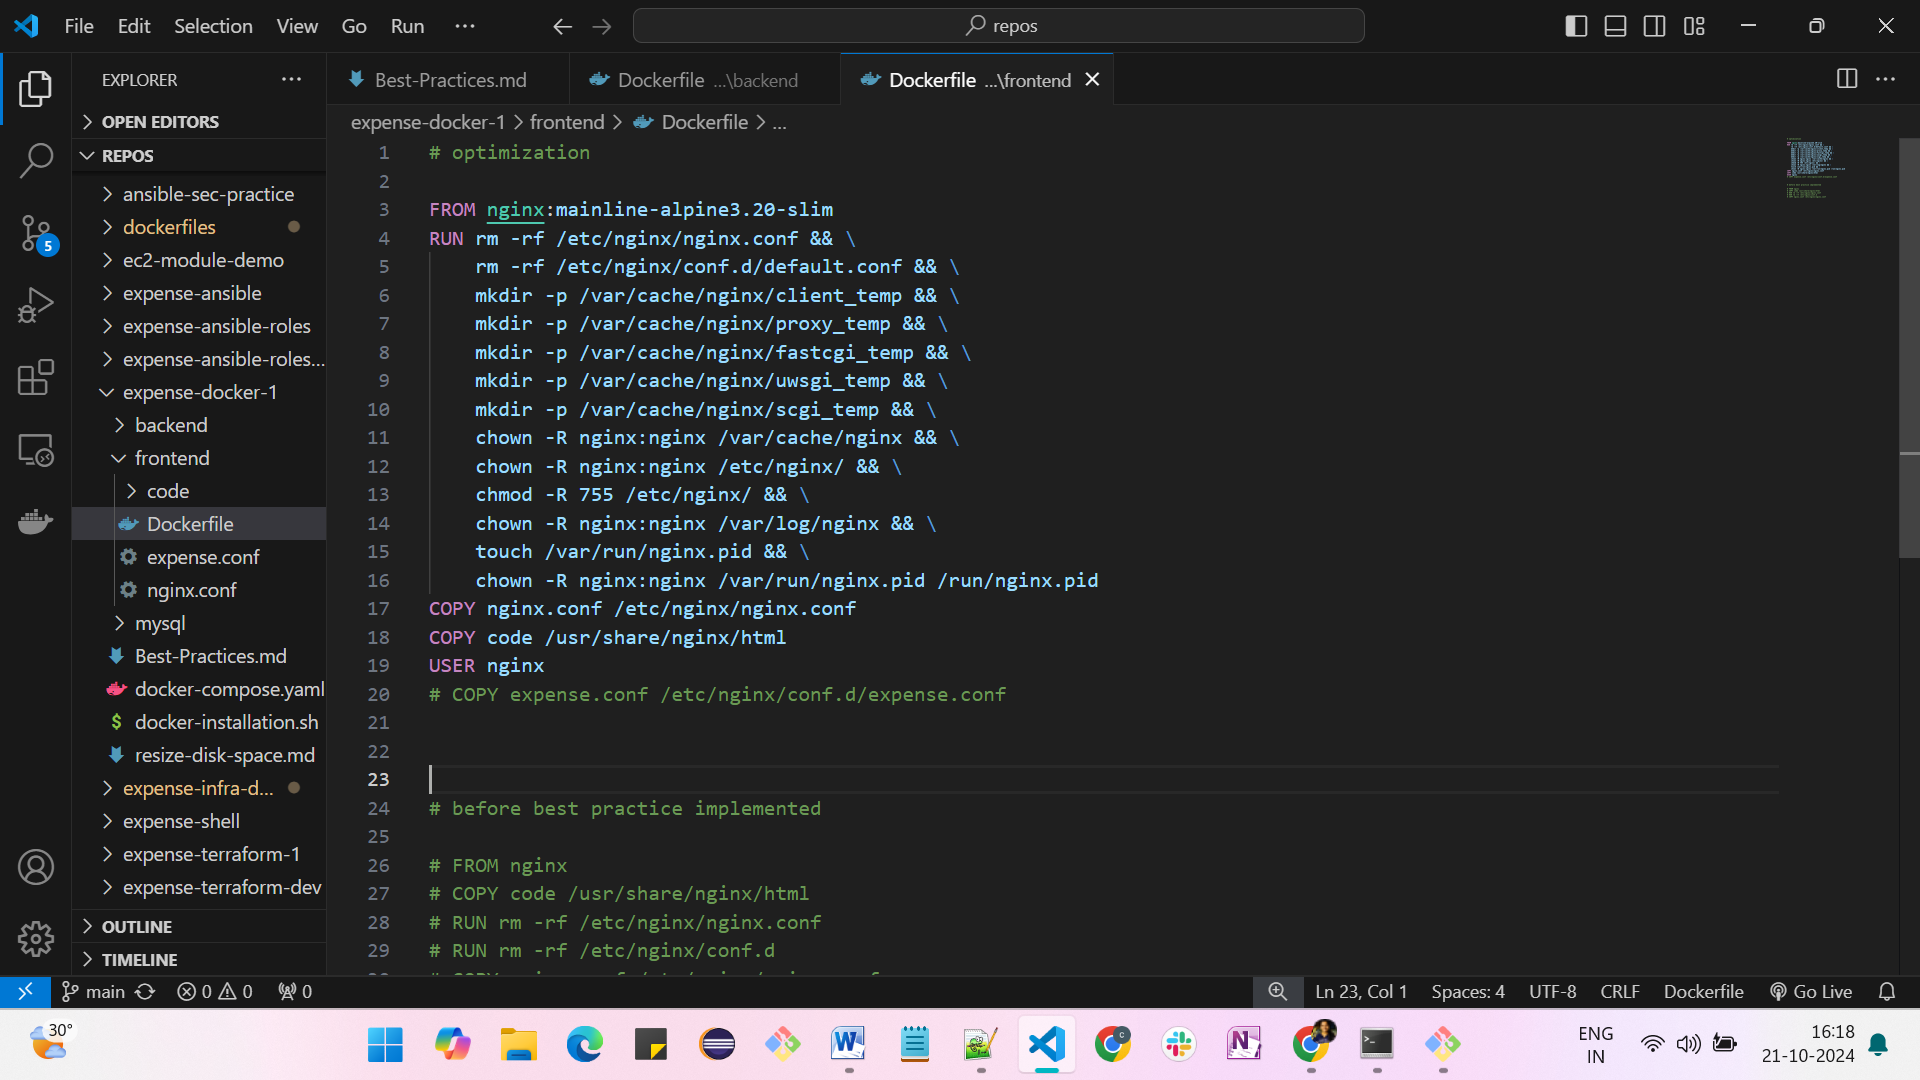 File Edit Selection View Go Run ...
repos
EXPLORER
Best-Practices.md
Dockerfile ...\backend
Dockerfile ...\frontend
OPEN EDITORS
REPOS
ansible-sec-practice
dockerfiles
ec2-module-demo
expense-ansible
expense-ansible-roles
expense-ansible-roles...
expense-docker-1
backend
frontend
code
Dockerfile
expense.conf
nginx.conf
mysql
Best-Practices.md
docker-compose.yaml
docker-installation.sh
resize-disk-space.md
expense-infra-d...
expense-shell
expense-terraform-1
expense-terraform-dev
OUTLINE
TIMELINE
5
expense-docker-1 > frontend > Dockerfile > ...
1 # optimization
2
3 FROM nginx:mainline-alpine3.20-slim
4 RUN rm -rf /etc/nginx/nginx.conf && \
5 rm -rf /etc/nginx/conf.d/default.conf && \
6 mkdir -p /var/cache/nginx/client_temp && \
7 mkdir -p /var/cache/nginx/proxy_temp && \
8 mkdir -p /var/cache/nginx/fastcgi_temp && \
9 mkdir -p /var/cache/nginx/uwsgi_temp && \
10 mkdir -p /var/cache/nginx/scgi_temp && \
11 chown -R nginx:nginx /var/cache/nginx && \
12 chown -R nginx:nginx /etc/nginx/ && \
13 chmod -R 755 /etc/nginx/ && \
14 chown -R nginx:nginx /var/log/nginx && \
15 touch /var/run/nginx.pid && \
16 chown -R nginx:nginx /var/run/nginx.pid /run/nginx.pid
17 COPY nginx.conf /etc/nginx/nginx.conf
18 COPY code /usr/share/nginx/html
19 USER nginx
20 # COPY expense.conf /etc/nginx/conf.d/expense.conf
21
22
23
24 # before best practice implemented
25
26 # FROM nginx
27 # COPY code /usr/share/nginx/html
28 # RUN rm -rf /etc/nginx/nginx.conf
29 # RUN rm -rf /etc/nginx/conf.d
main 0 0 0
Ln 23, Col 1 Spaces: 4 UTF-8 CRLF Dockerfile Go Live
30°
ENG
IN
16:18
21-10-2024